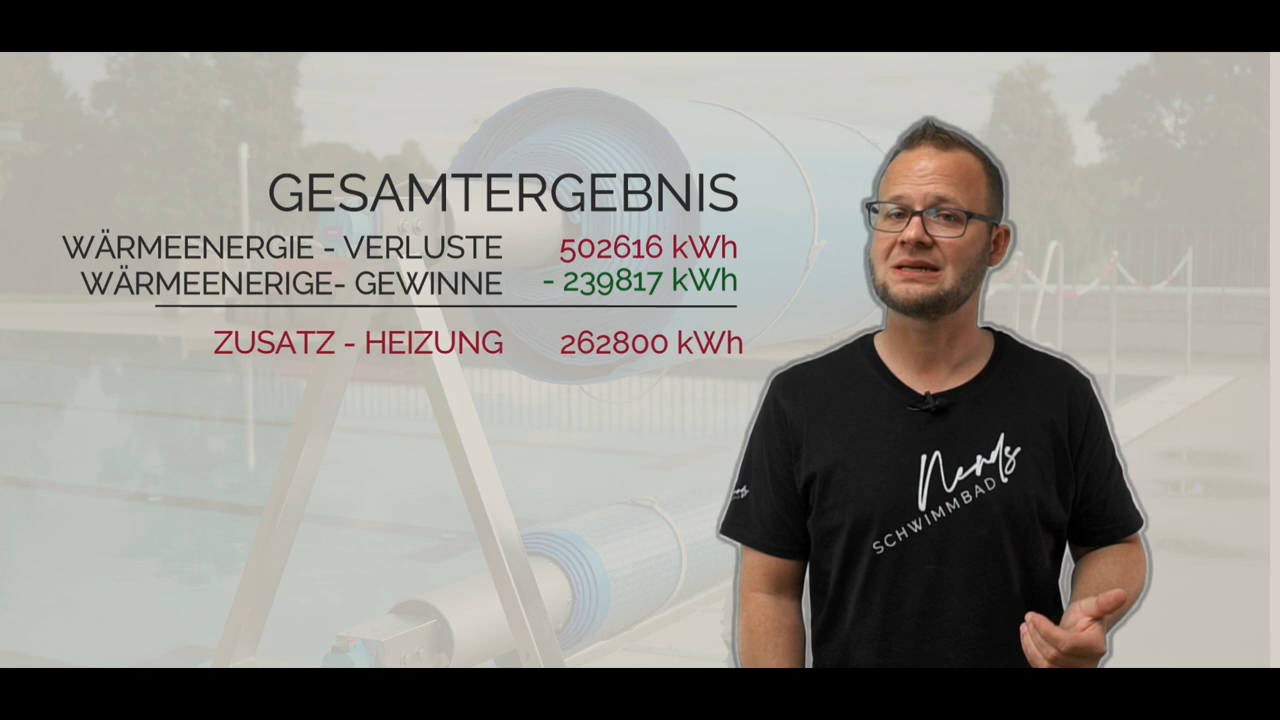 GESAMTERGEBNIS
WÄRMEENERGIE - VERLUSTE 502616 kWh
WÄRMEENERIGE- GEWINNE - 239817 kWh
ZUSATZ - HEIZUNG 262800 kWh
Nerds
SCHWIMMBAD